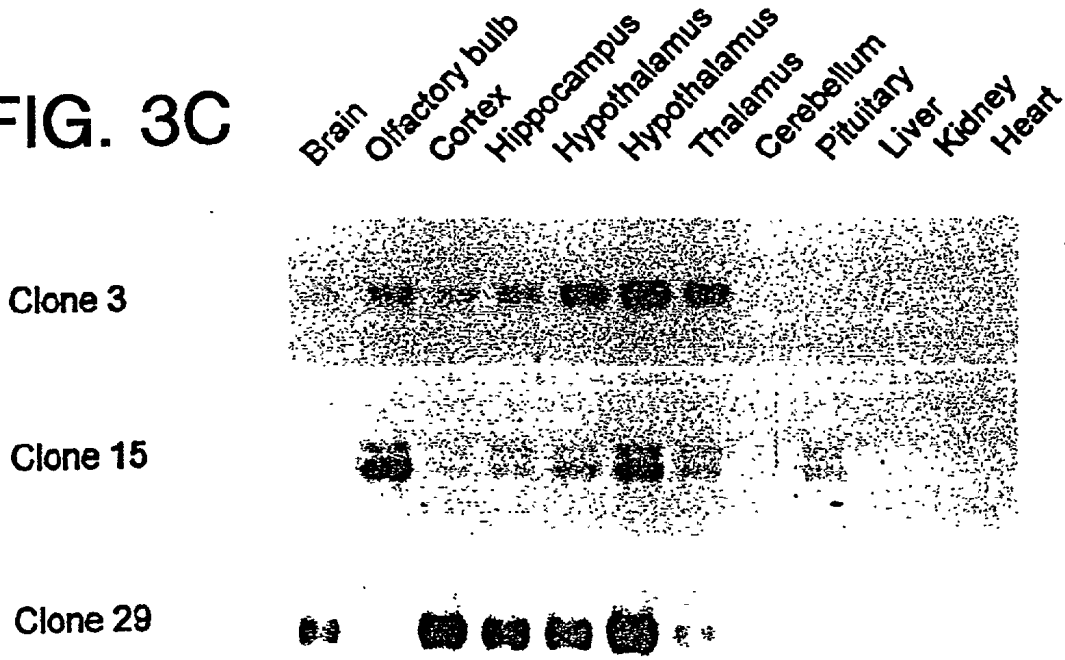 FIG. 3C
Brain
Olfactory bulb
Cortex
Hippocampus
Hypothalamus
Hypothalamus
Thalamus
Cerebellum
Pituitary
Liver
Kidney
Heart
Clone 3
Clone 15
Clone 29